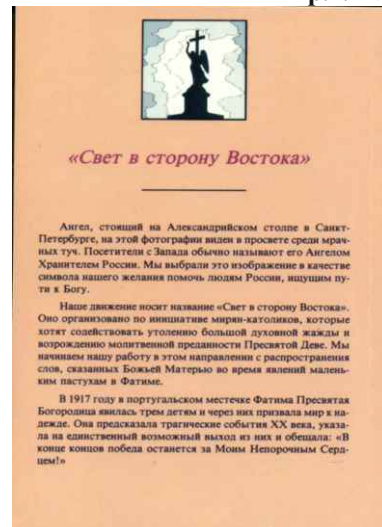 «Свет в сторону Востока»
Ангел, стоящий на Александрийском столпе в Санкт-
Петербурге, на этой фотографии виден в просвете среди мрач-
ных туч. Посетители с Запада обычно называют его Ангелом
Хранителем России. Мы выбрали это изображение в качестве
символа нашего желания помочь людям России, ищущим пу-
ти к Богу.
Наше движение носит название «Свет в сторону Востока».
Оно организовано по инициативе мирян-католиков, которые
хотят содействовать утолению большой духовной жажды и
возрождению молитвенной преданности Пресвятой Деве. Мы
начинаем нашу работу в этом направлении с распространения
слов, сказанных Божьей Матерью во время явлений малень-
ким пастухам в Фатиме.
В 1917 году в португальском местечке Фатима Пресвятая
Богородица явилась трем детям и через них призвала мир к на-
дежде. Она предсказала трагические события XX века, указа-
ла на единственный возможный выход из них и обещала: «В
конце концов победа останется за Моим Непорочным Серд-
цем!»